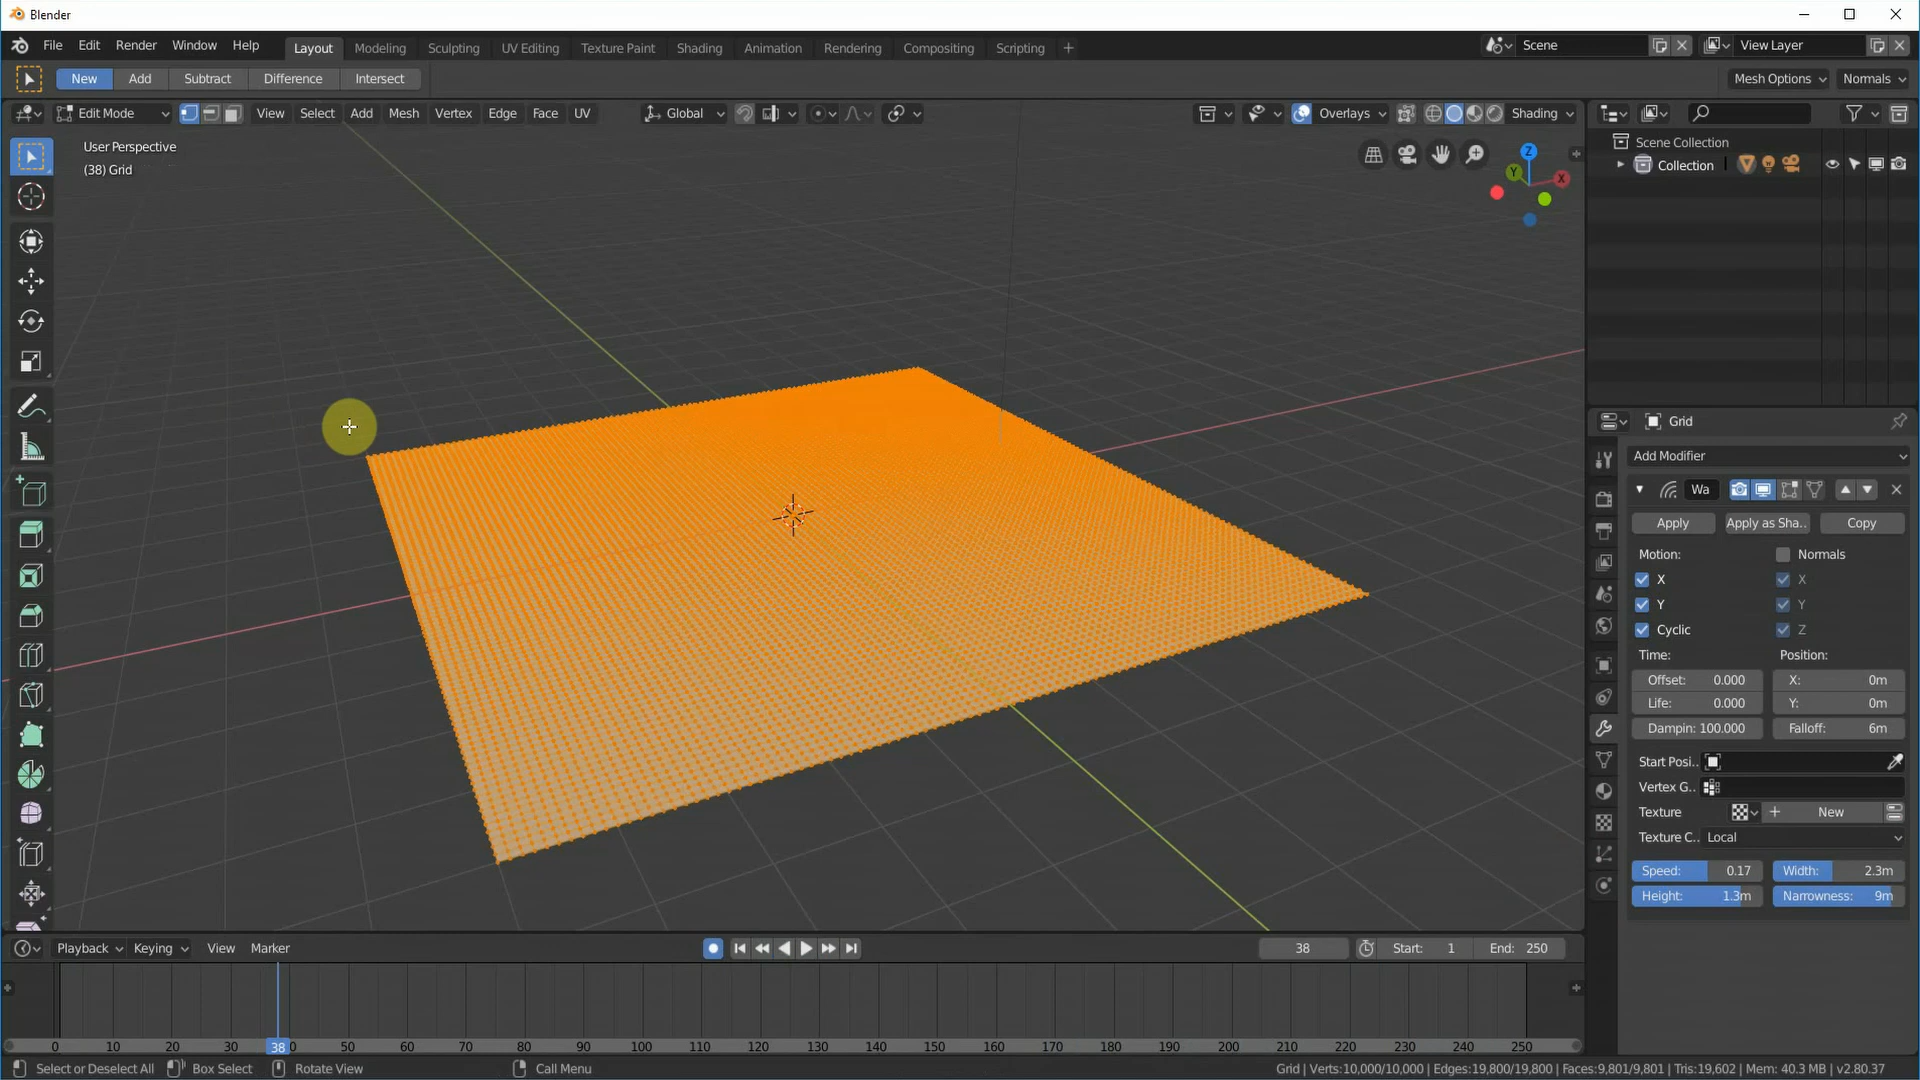 Blender
File Edit Render Window Help Layout Modeling Sculpting UV Editing Texture Paint Shading Animation Rendering Compositing Scripting + Scene View Layer
New Add Subtract Difference Intersect Mesh Options Normals
Edit Mode View Select Add Mesh Vertex Edge Face UV Global Overlays Shading
User Perspective
(38) Grid
Z
Y
X
Scene Collection
Collection
Grid
Add Modifier
Wa
Apply Apply as Sha.. Copy
Motion: Normals
X X
Y Y
Cyclic Z
Time: Position:
Offset: 0.000 X: 0m
Life: 0.000 Y: 0m
Dampin: 100.000 Falloff: 6m
Start Posi..
Vertex G..
Texture New
Texture C.. Local
Speed: 0.17 Width: 2.3m
Height: 1.3m Narrowness: 9m
Playback Keying View Marker 38 Start: 1 End: 250
0 10 20 30 38 0 50 60 70 80 90 100 110 120 130 140 150 160 170 180 190 200 210 220 230 240 250
Select or Deselect All Box Select Rotate View Call Menu Grid | Verts:10,000/10,000 | Edges:19,800/19,800 | Faces:9,801/9,801 | Tris:19,602 | Mem: 40.3 MB | v2.80.37